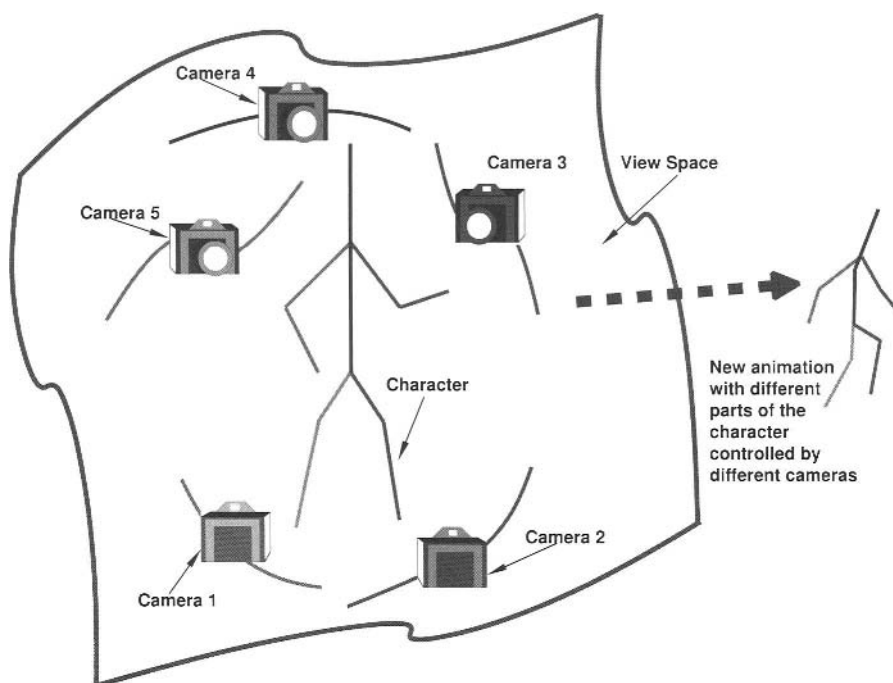 Camera 4
Camera 3
View Space
Camera 5
New animation
with different
parts of the
character
controlled by
different cameras
Character
Camera 2
Camera 1